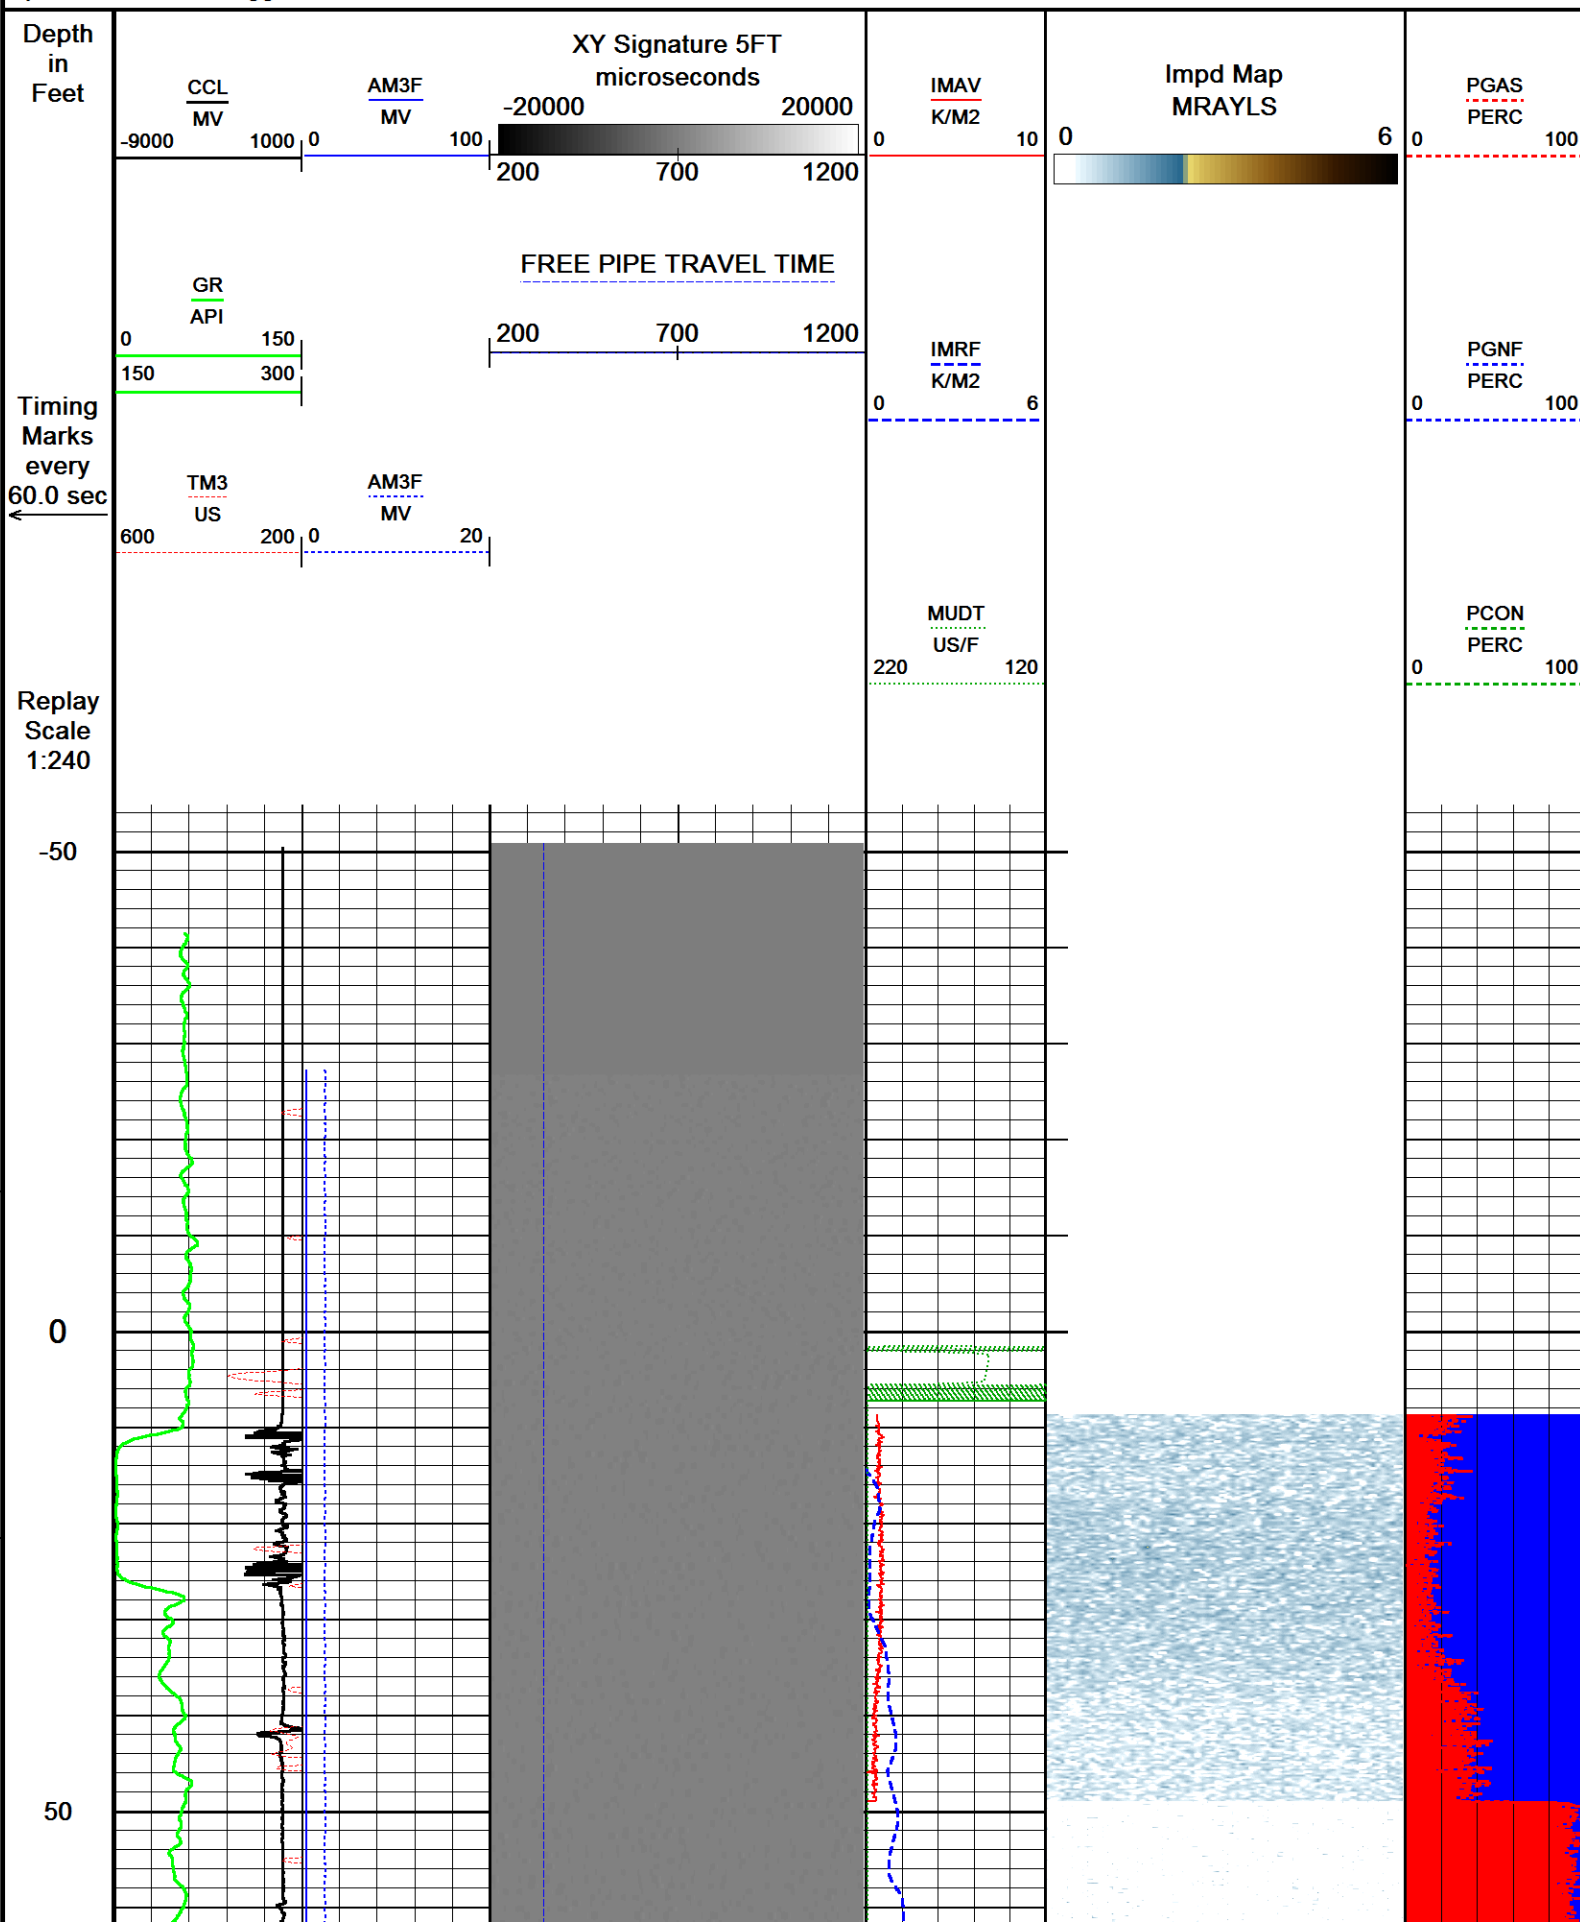 Depth
in
Feet
CCL
MV
-9000 1000
AM3F
MV
0 100
XY Signature 5FT
microseconds
-20000 20000
200 700 1200
IMAV
K/M2
0 10
Impd Map
MRAYLS
0 6
PGAS
PERC
0 100
GR
API
0 150
150 300
FREE PIPE TRAVEL TIME
200 700 1200
IMRF
K/M2
0 6
PGNF
PERC
0 100
Timing
Marks
every
60.0 sec
TM3
US
600 200
AM3F
MV
0 20
MUDT
US/F
220 120
PCON
PERC
0 100
Replay
Scale
1:240
-50
0
50